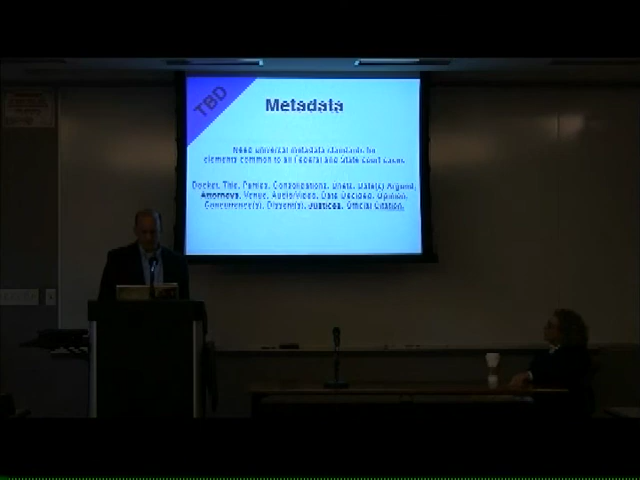 TBD
Metadata
Need universal metadata standards for
elements common to all Federal and State court cases.
Docket, Title, Parties, Consolidations, Briefs, Date(s) Argued,
Attorneys, Venue, Audio/Video, Date Decided, Opinion,
Concurrence(s), Dissent(s), Justices, Official Citation.